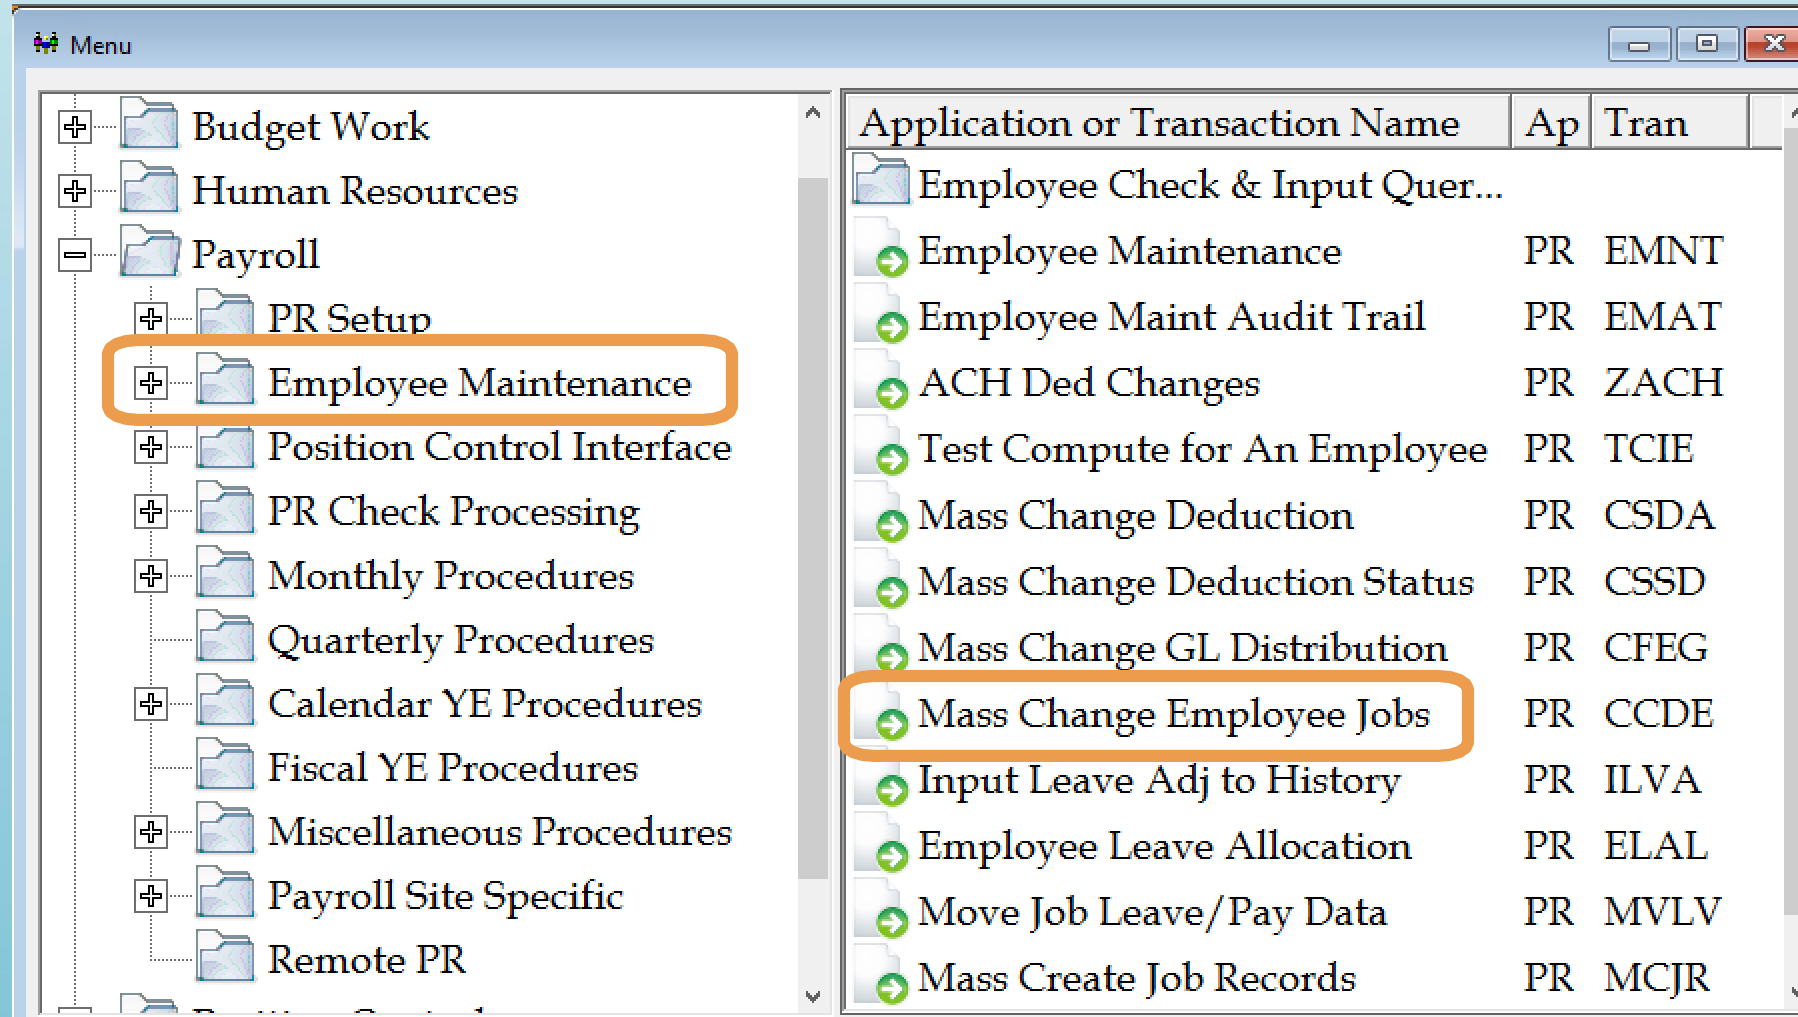 Menu
Budget Work
Human Resources
Payroll
PR Setup
Employee Maintenance
Position Control Interface
PR Check Processing
Monthly Procedures
Quarterly Procedures
Calendar YE Procedures
Fiscal YE Procedures
Miscellaneous Procedures
Payroll Site Specific
Remote PR
Application or Transaction Name Ap Tran
Employee Check & Input Quer...
Employee Maintenance PR EMNT
Employee Maint Audit Trail PR EMAT
ACH Ded Changes PR ZACH
Test Compute for An Employee PR TCIE
Mass Change Deduction PR CSDA
Mass Change Deduction Status PR CSSD
Mass Change GL Distribution PR CFEG
Mass Change Employee Jobs PR CCDE
Input Leave Adj to History PR ILVA
Employee Leave Allocation PR ELAL
Move Job Leave/Pay Data PR MVLV
Mass Create Job Records PR MCJR